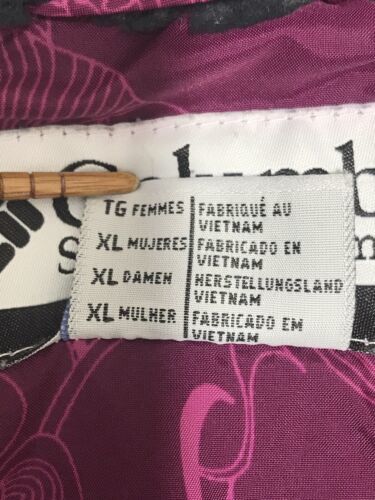 Columb
TG FEMMES FABRIQUÉ AU
VIETNAM
XL MUJERES FABRICADO EN
VIETNAM
XL DAMEN HERSTELLUNGSLAND
VIETNAM
XL MULHER FABRICADO EM
VIETNAM